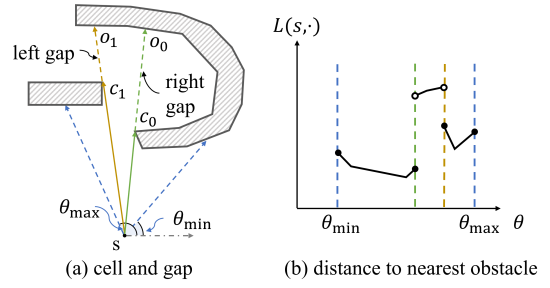 o₁ o₀
left gap
c₁
right
gap
c₀
θmax
θmin
s
(a) cell and gap
L(s,·)
θmin θmax θ
(b) distance to nearest obstacle